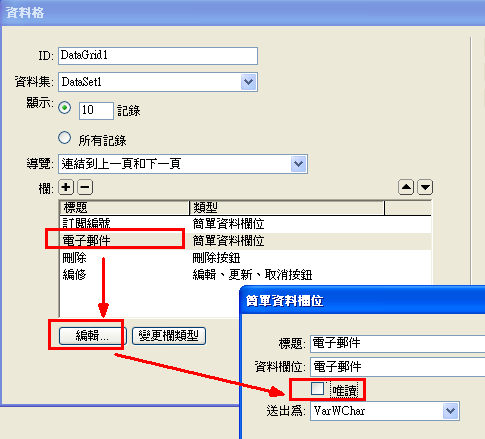 資料格
ID: DataGrid1
資料集: DataSet1
顯示: 10 記錄
所有記錄
導覽: 連結到上一頁和下一頁
欄:
標題 類型
訂閱編號 簡單資料欄位
電子郵件 簡單資料欄位
刪除 刪除按鈕
編修 編輯、更新、取消按鈕
編輯... 變更欄類型
簡單資料欄位
標題: 電子郵件
資料欄位: 電子郵件
唯讀
送出為: VarWChar